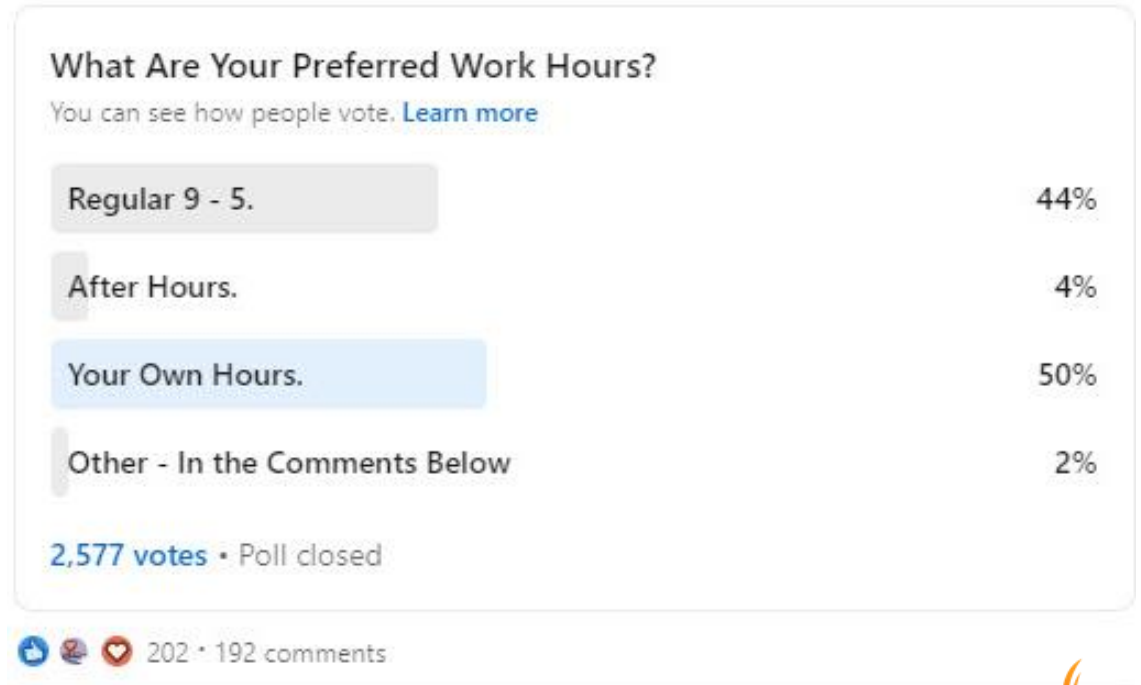 What Are Your Preferred Work Hours?
You can see how people vote. Learn more
Regular 9 - 5. 44%
After Hours. 4%
Your Own Hours. 50%
Other - In the Comments Below 2%
2,577 votes • Poll closed
202 • 192 comments